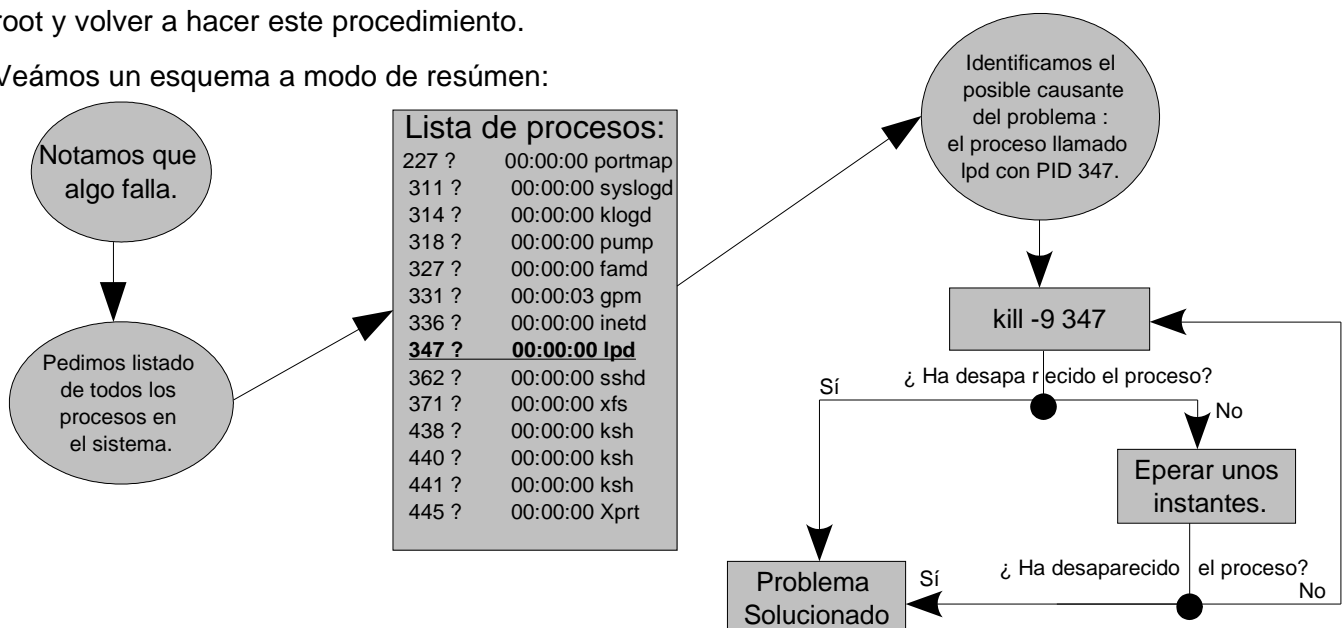 root y volver a hacer este procedimiento.
Veámos un esquema a modo de resúmen:
Notamos que
algo falla.
Pedimos listado
de todos los
procesos en
el sistema.
Lista de procesos:
227 ? 00:00:00 portmap
311 ? 00:00:00 syslogd
314 ? 00:00:00 klogd
318 ? 00:00:00 pump
327 ? 00:00:00 famd
331 ? 00:00:03 gpm
336 ? 00:00:00 inetd
347 ? 00:00:00 lpd
362 ? 00:00:00 sshd
371 ? 00:00:00 xfs
438 ? 00:00:00 ksh
440 ? 00:00:00 ksh
441 ? 00:00:00 ksh
445 ? 00:00:00 Xprt
Identificamos el
posible causante
del problema :
el proceso llamado
lpd con PID 347.
kill -9 347
¿ Ha desapa r ecido el proceso?
Sí
No
Eperar unos
instantes.
¿ Ha desaparecido el proceso?
Sí
No
Problema
Solucionado